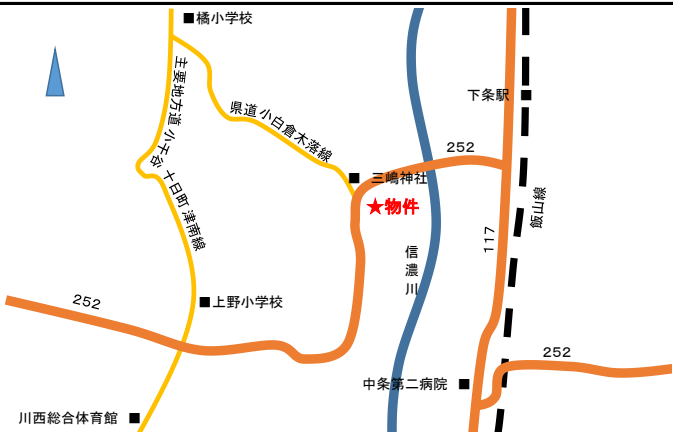 橘小学校
主要地方道 小千谷 十日町 津南線
県道 小白倉木落線
下条駅
252
三嶋神社
★物件
飯山線
117
信濃川
252
上野小学校
252
中条第二病院
川西総合体育館